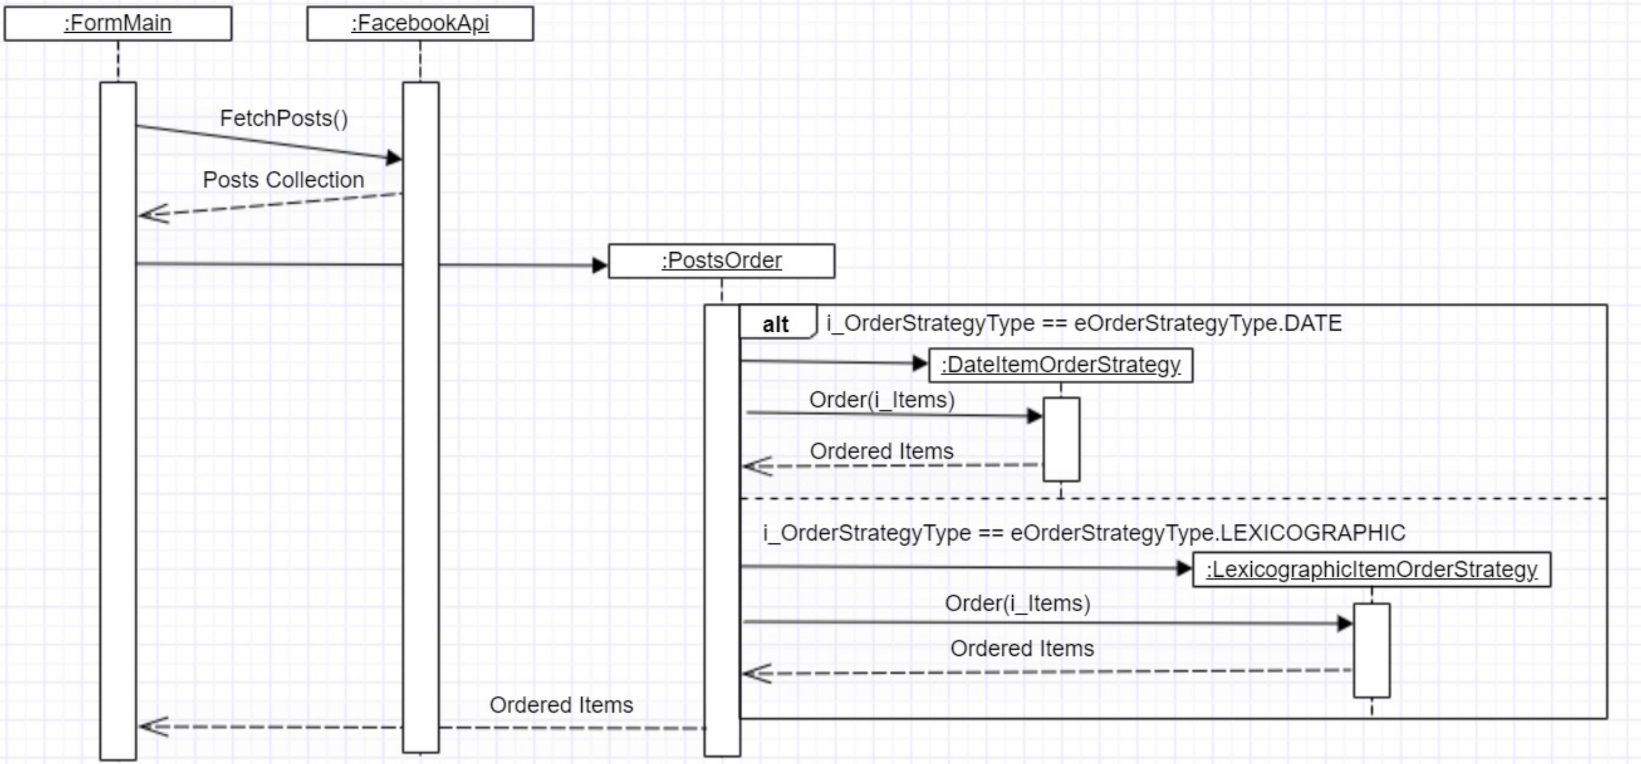 :FormMain
:FacebookApi
FetchPosts()
Posts Collection
:PostsOrder
alt
i_OrderStrategyType == eOrderStrategyType.DATE
:DateItemOrderStrategy
Order(i_Items)
Ordered Items
i_OrderStrategyType == eOrderStrategyType.LEXICOGRAPHIC
:LexicographicItemOrderStrategy
Order(i_Items)
Ordered Items
Ordered Items